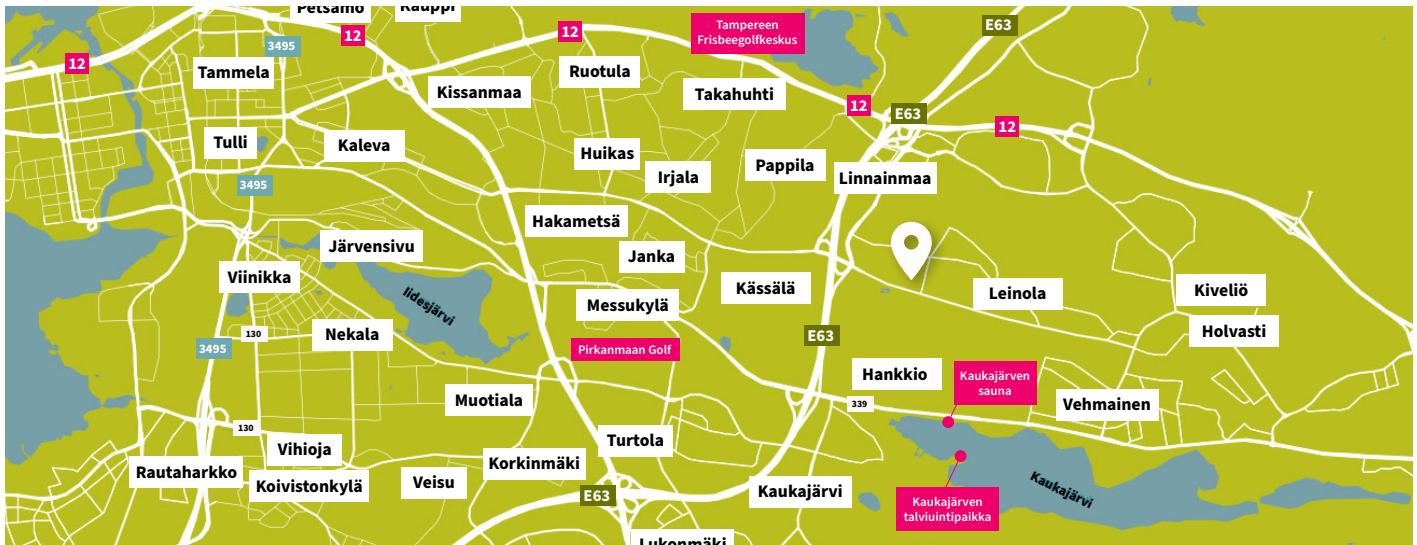 Petsamo
Kauppi
12
Tampereen
Frisbeegolfkeskus
E63
12
3495
12
Tammela
Ruotula
Kissanmaa
Takahuhti
12
E63
12
Tulli
Kaleva
Huikas
Pappila
Irjala
Linnainmaa
3495
Hakametsä
Järvensivu
Janka
Viinikka
Kässälä
Leinola
Kiveliö
Iidesjärvi
Messukylä
Nekala
130
3495
E63
Holvasti
Pirkanmaan Golf
Hankkio
Kaukajärven
sauna
Muotiala
339
Vehmainen
130
Turtola
Vihioja
Korkinmäki
Rautaharkko
Koivistonkylä
Veisu
E63
Kaukajärvi
Kaukajärvi
Kaukajärven
talviuintipaikka
Lukonmäki